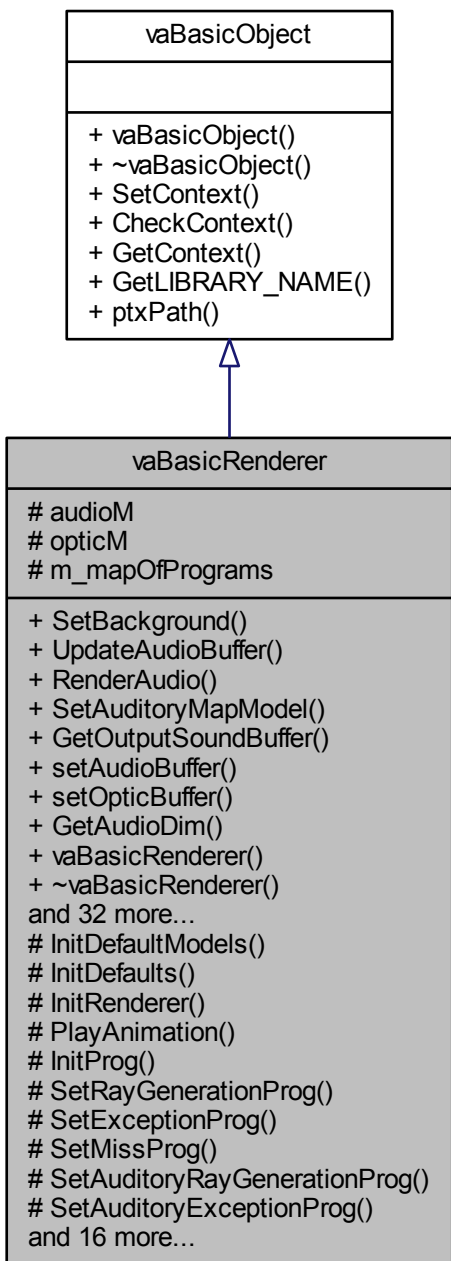 vaBasicObject
+ vaBasicObject()
+ ~vaBasicObject()
+ SetContext()
+ CheckContext()
+ GetContext()
+ GetLIBRARY_NAME()
+ ptxPath()
vaBasicRenderer
# audioM
# opticM
# m_mapOfPrograms
+ SetBackground()
+ UpdateAudioBuffer()
+ RenderAudio()
+ SetAuditoryMapModel()
+ GetOutputSoundBuffer()
+ setAudioBuffer()
+ setOpticBuffer()
+ GetAudioDim()
+ vaBasicRenderer()
+ ~vaBasicRenderer()
and 32 more...
# InitDefaultModels()
# InitDefaults()
# InitRenderer()
# PlayAnimation()
# InitProg()
# SetRayGenerationProg()
# SetExceptionProg()
# SetMissProg()
# SetAuditoryRayGenerationProg()
# SetAuditoryExceptionProg()
and 16 more...